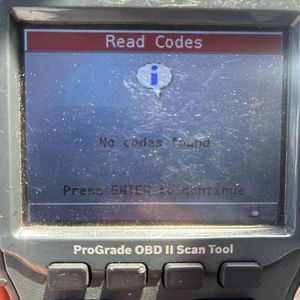 Read Codes
No codes found
Press ENTER to continue
ProGrade OBD II Scan Tool